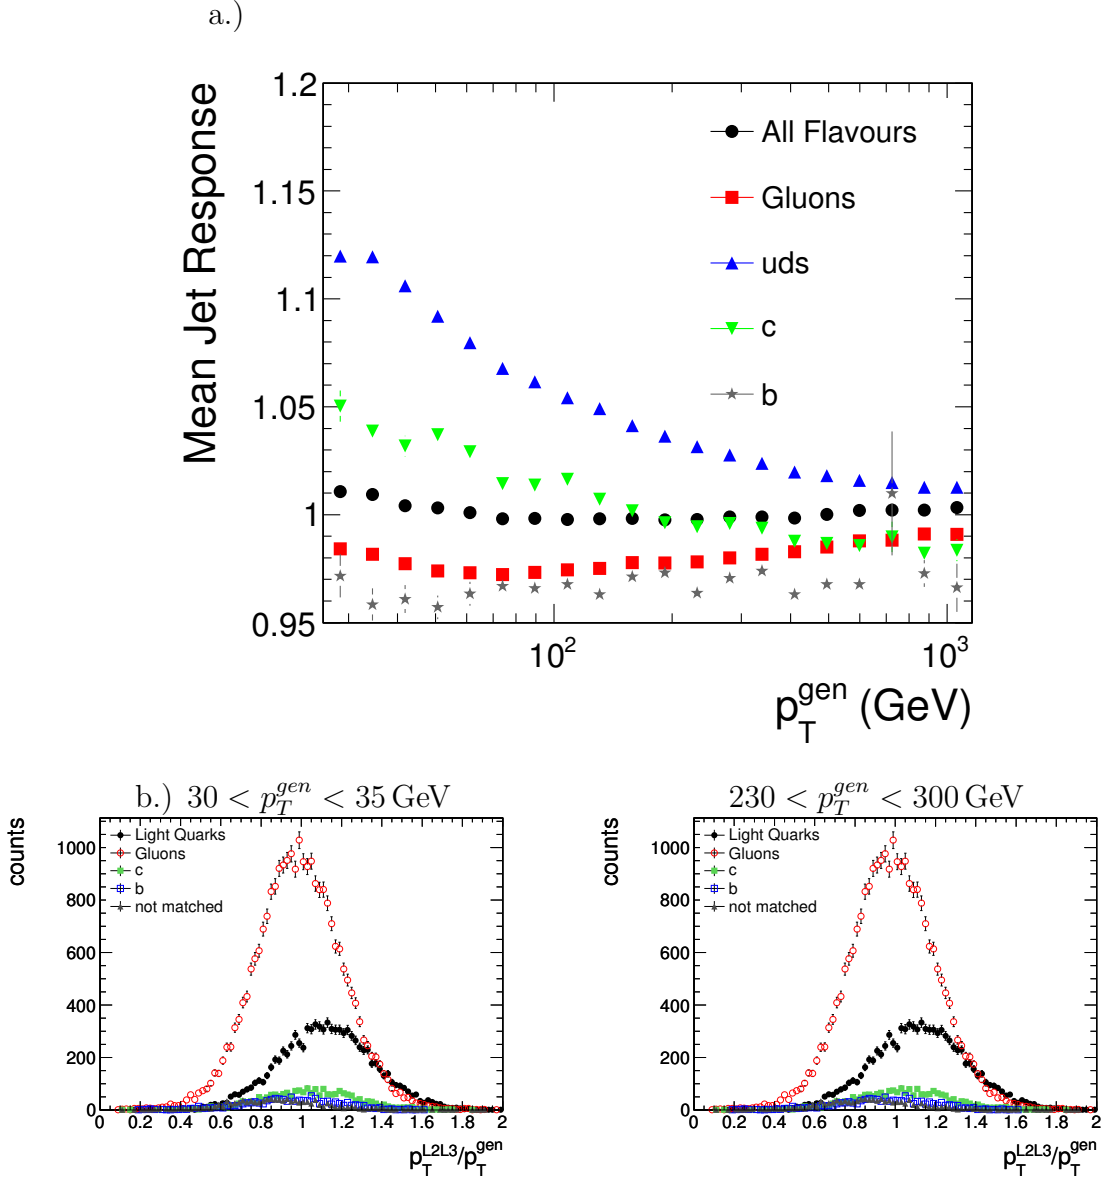 a.)
Mean Jet Response
1.2
1.15
1.1
1.05
1
0.95
All Flavours
Gluons
uds
c
b
10²
10³
p_T^gen (GeV)
b.) 30 < p_T^gen < 35 GeV
counts
1000
800
600
400
200
0
Light Quarks
Gluons
c
b
not matched
0 0.2 0.4 0.6 0.8 1 1.2 1.4 1.6 1.8 2
p_T^L2L3/p_T^gen
230 < p_T^gen < 300 GeV
counts
1000
800
600
400
200
0
Light Quarks
Gluons
c
b
not matched
0 0.2 0.4 0.6 0.8 1 1.2 1.4 1.6 1.8 2
p_T^L2L3/p_T^gen